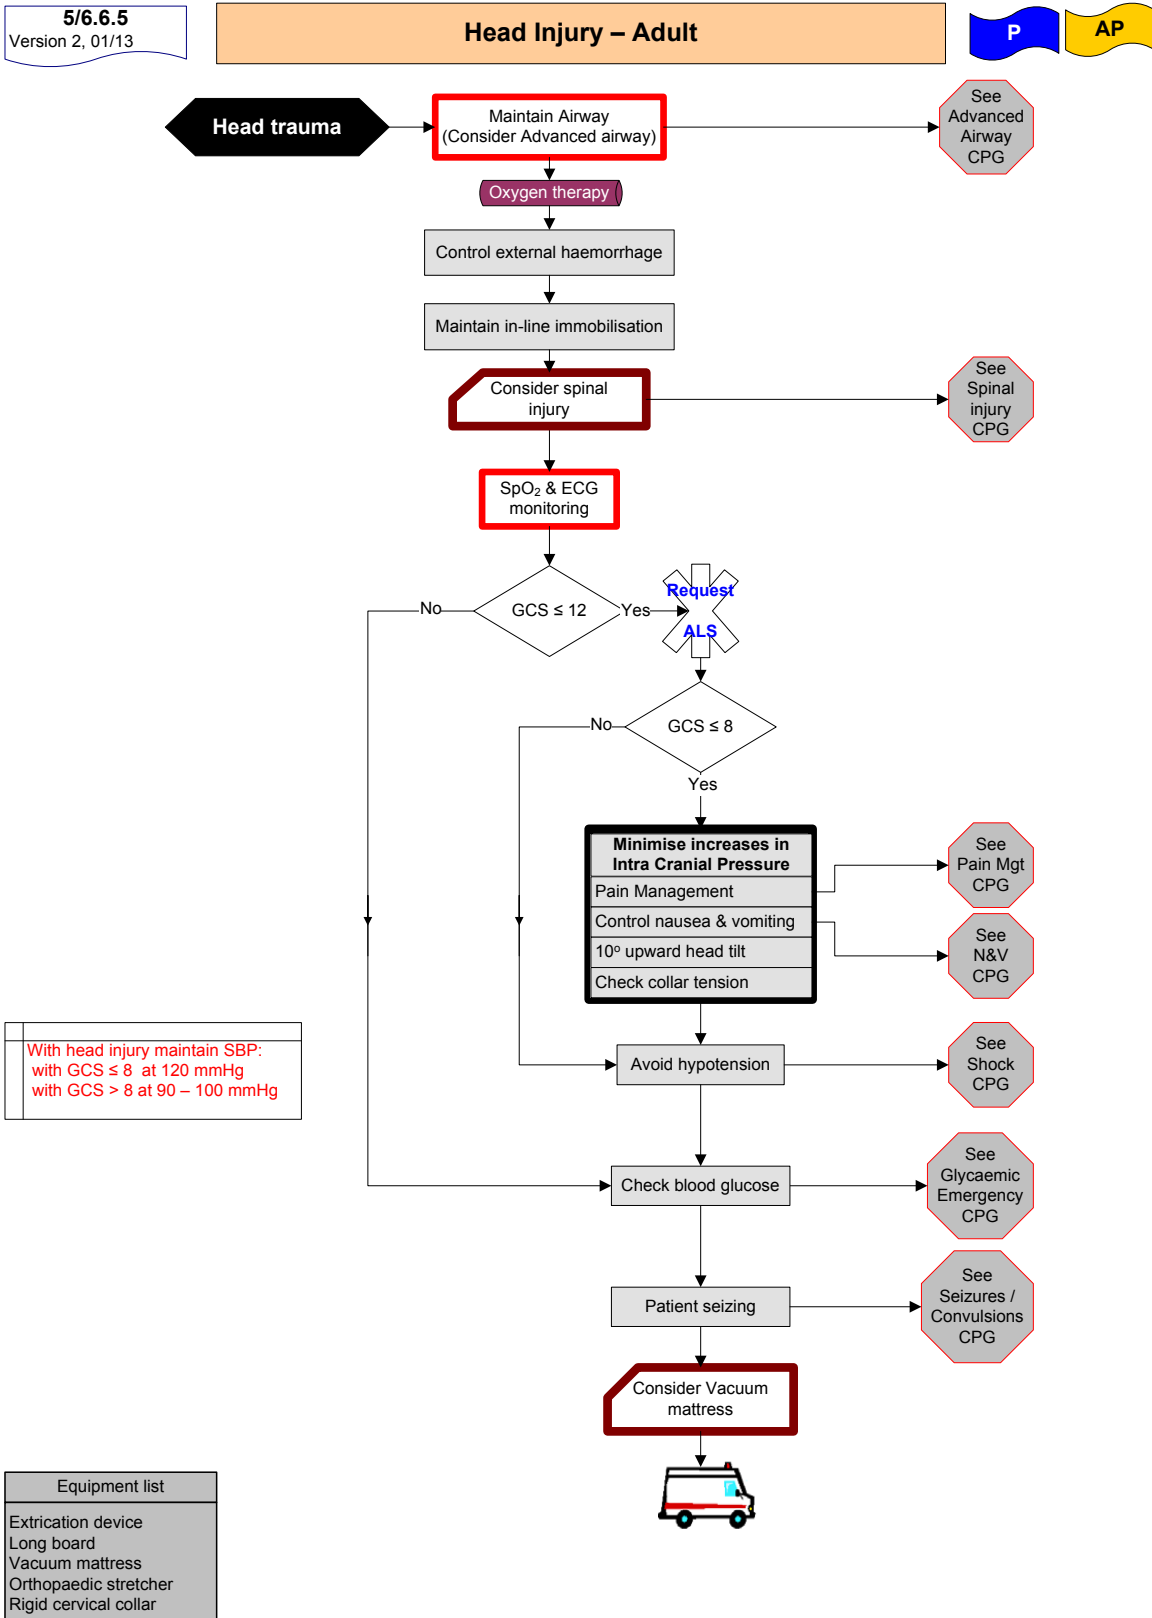 5/6.6.5
Version 2, 01/13
Head Injury – Adult
P
AP
Head trauma
Maintain Airway
(Consider Advanced airway)
See
Advanced
Airway
CPG
Oxygen therapy
Control external haemorrhage
Maintain in-line immobilisation
Consider spinal
injury
See
Spinal
injury
CPG
SpO₂ & ECG
monitoring
No
GCS ≤ 12
Yes
Request
ALS
No
GCS ≤ 8
Yes
Minimise increases in
Intra Cranial Pressure
Pain Management
Control nausea & vomiting
10º upward head tilt
Check collar tension
See
Pain Mgt
CPG
See
N&V
CPG
With head injury maintain SBP:
with GCS ≤ 8 at 120 mmHg
with GCS > 8 at 90 – 100 mmHg
Avoid hypotension
See
Shock
CPG
Check blood glucose
See
Glycaemic
Emergency
CPG
Patient seizing
See
Seizures /
Convulsions
CPG
Consider Vacuum
mattress
Equipment list
Extrication device
Long board
Vacuum mattress
Orthopaedic stretcher
Rigid cervical collar